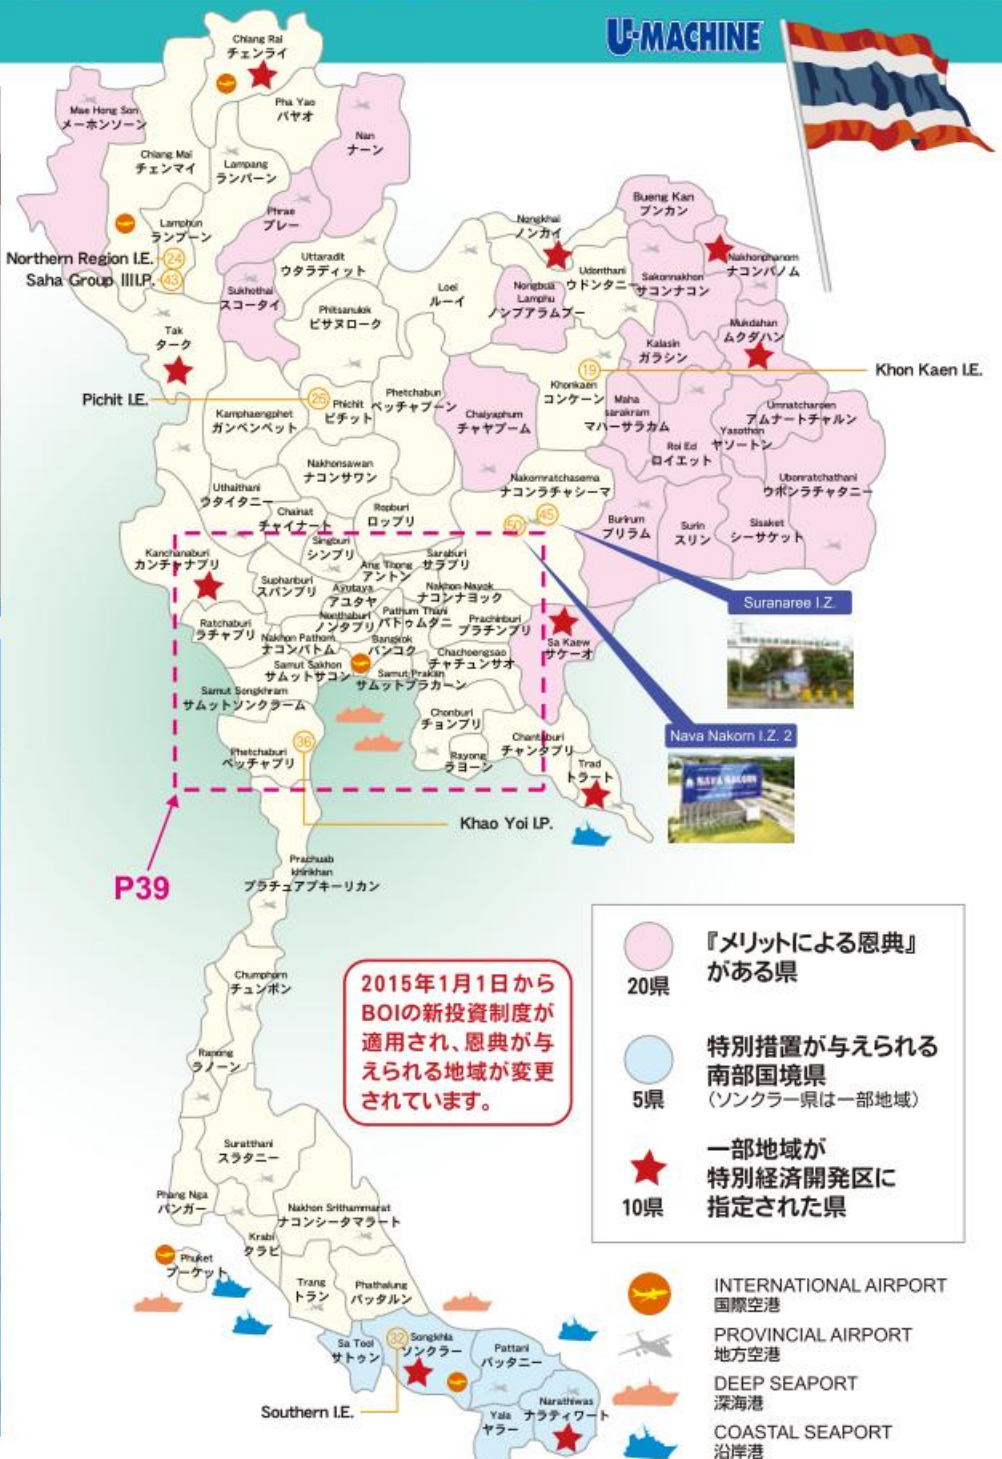 U-MACHINE
Chiang Rai
チェンライ
Mae Hong Son
メーホンソーン
Pha Yao
パヤオ
Nan
ナーン
Chiang Mai
チェンマイ
Lampang
ランパーン
Phrae
プレー
Lamphun
ランプーン
Northern Region I.E.
24
Saha Group III I.P.
43
Uttaradit
ウタラディット
Sukhothai
スコータイ
Phitsanulok
ピサヌローク
Tak
ターク
Loei
ルーイ
Nongkhai
ノンカイ
Bueng Kan
ブンカン
Nongbua
Lamphu
ノンブアラムプー
Udonthani
ウドンタニー
Sakonnakhon
サコンナコン
Nakhonphanom
ナコンパノム
Mukdahan
ムクダハン
Kalasin
ガラシン
19
Khon Kaen I.E.
Pichit I.E.
26
Phichit
ピチット
Phetchabun
ペッチャブーン
Kamphaengphet
ガンペンペット
Chaiyaphum
チャヤプーム
Khonkaen
コンケーン
Maha
sarakram
マハーサラカム
Roi Ed
ロイエット
Yasothon
ヤソートン
Umnatcharoen
アムナートチャルン
Ubonratchathani
ウボンラチャタニー
Nakhonsawan
ナコンサワン
Uthaithani
ウタイタニー
Chainat
チャイナート
Ropburi
ロッブリ
Nakornratchasema
ナコンラチャシーマ
50
45
Burirum
ブリラム
Surin
スリン
Sisaket
シーサケット
Kanchanaburi
カンチャナブリ
Singburi
シンブリ
Suphanburi
スパンブリ
Ang Thong
アントン
Saraburi
サラブリ
Ayutaya
アユタヤ
Nakhon Nayok
ナコンナヨック
Ratchaburi
ラチャブリ
Nonthaburi
ノンタブリ
Pathum Thani
パトゥムタニ
Prachinburi
プラチンブリ
Nakhon Pathom
ナコンパトム
Bangkok
バンコク
Chachoengsao
チャチュンサオ
Samut Sakhon
サムットサコン
Samut Prakan
サムットプラカーン
Sa Kaew
サケーオ
Samut Songkhram
サムットソンクラーム
Chonburi
チョンブリ
Rayong
ラヨーン
Chantaburi
チャンタブリ
Trad
トラート
Phetchaburi
ペッチャブリ
36
Khao Yoi I.P.
Suranaree I.Z.
Nava Nakorn I.Z. 2
NAVA NAKORN
P39
Prachuab
khirikhan
プラチュアブキーリカン
Chumphorn
チュンポン
Ranong
ラノーン
Suratthani
スラタニー
Phang Nga
パンガー
Nakhon Srithammarat
ナコンシータマラート
Krabi
クラビ
Phuket
プーケット
Trang
トラン
Phathalung
パッタルン
Sa Tool
サトゥン
32
Songkhla
ソンクラー
Pattani
パッタニー
Yala
ヤラー
Narathiwas
ナラティワート
Southern I.E.
2015年1月1日から
BOIの新投資制度が
適用され、恩典が与
えられる地域が変更
されています。
20県
『メリットによる恩典』
がある県
5県
特別措置が与えられる
南部国境県
（ソンクラー県は一部地域）
10県
一部地域が
特別経済開発区に
指定された県
INTERNATIONAL AIRPORT
国際空港
PROVINCIAL AIRPORT
地方空港
DEEP SEAPORT
深海港
COASTAL SEAPORT
沿岸港